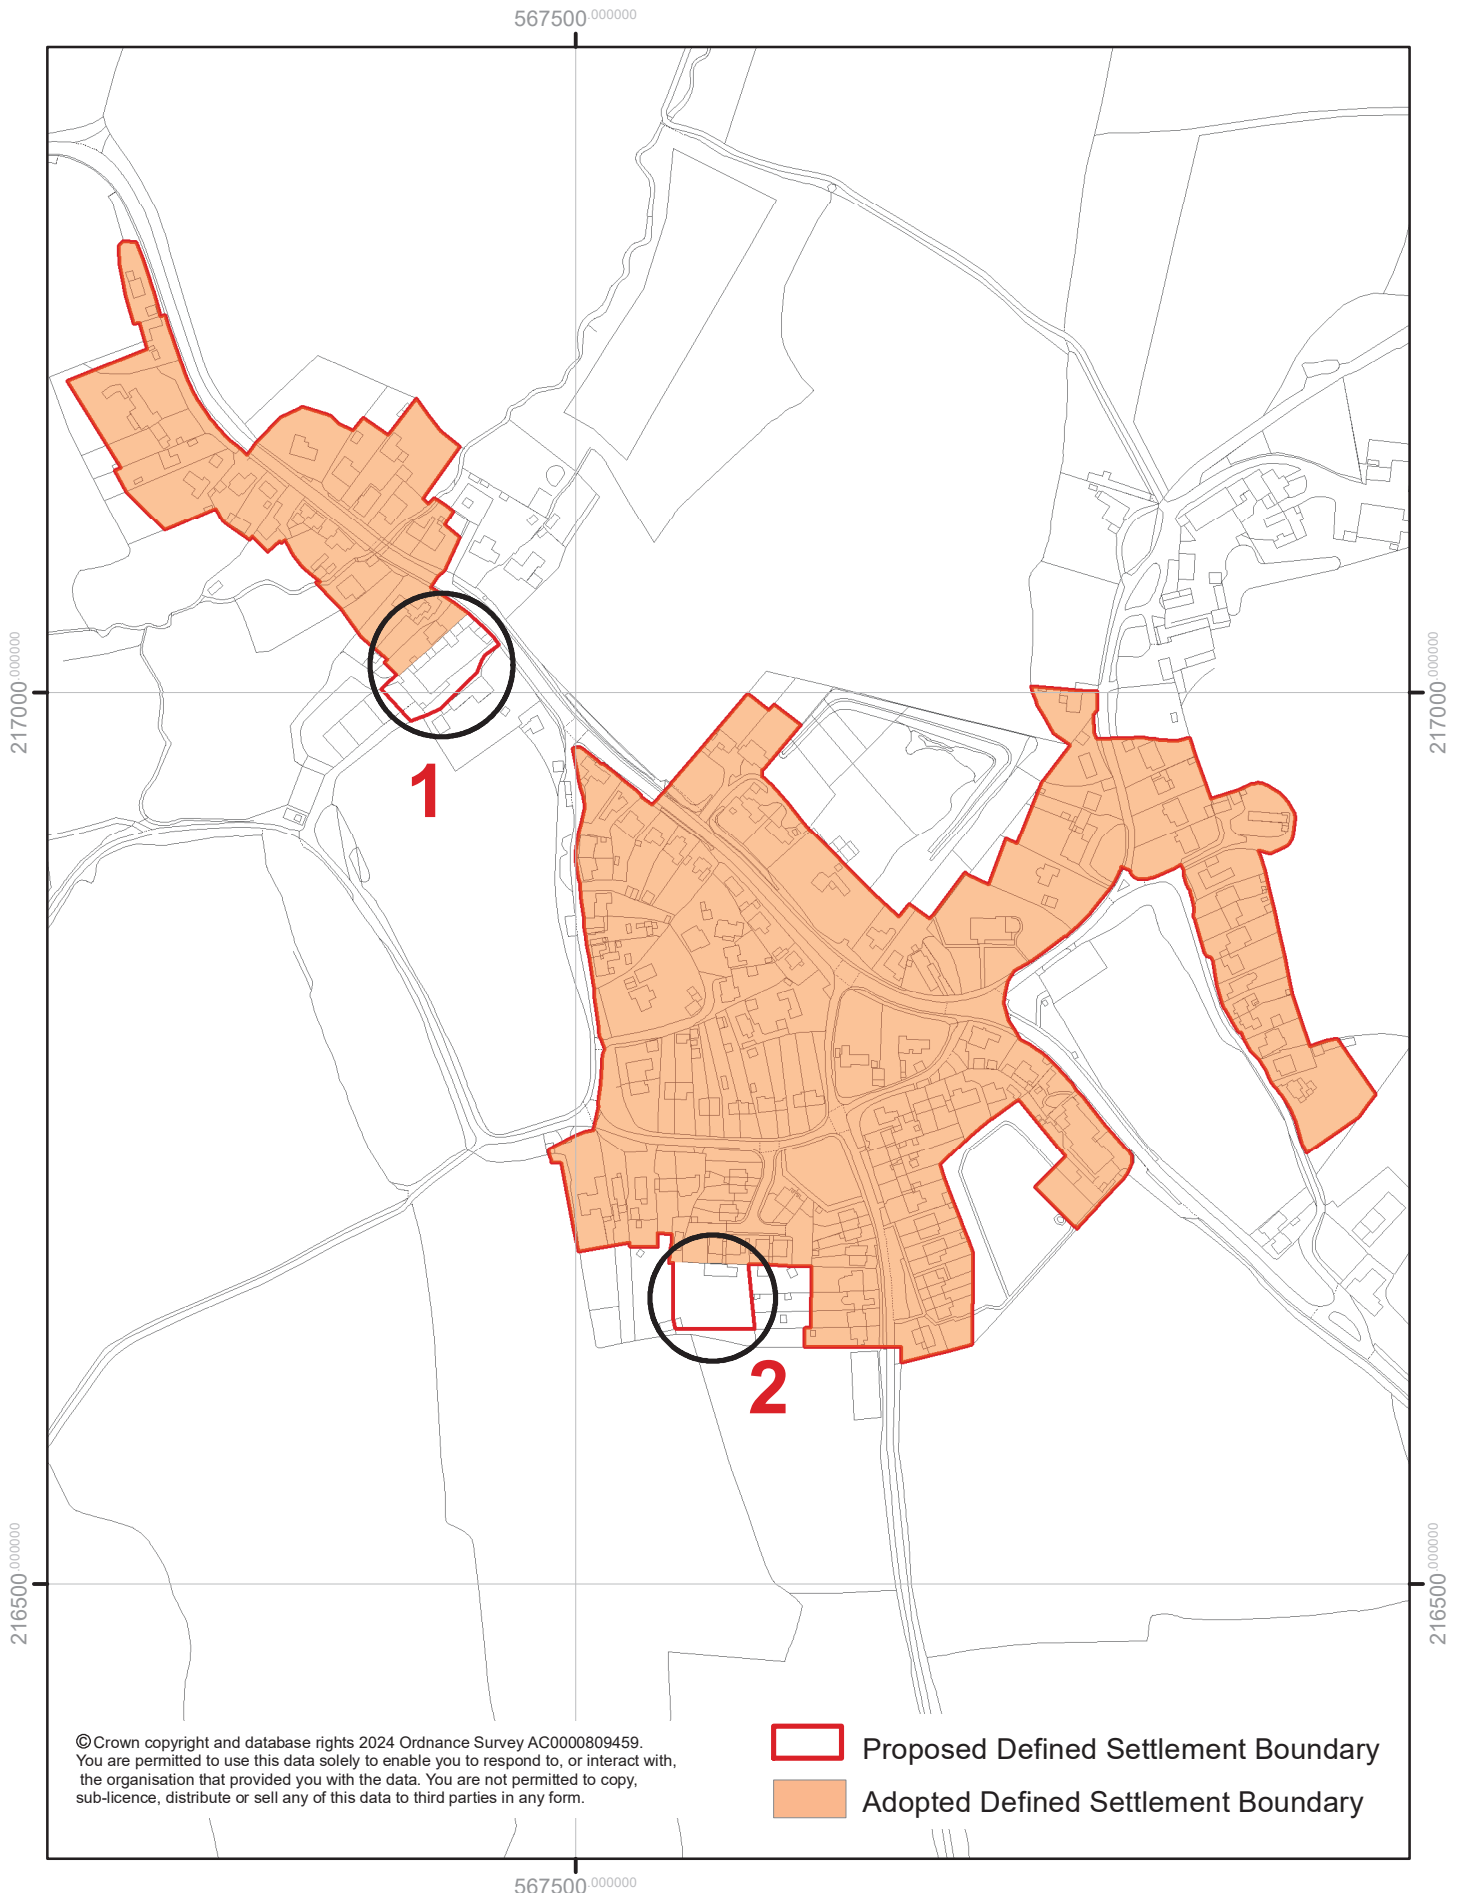 567500.000000
217000.000000
217000.000000
1
2
216500.000000
216500.000000
©Crown copyright and database rights 2024 Ordnance Survey AC0000809459.
You are permitted to use this data solely to enable you to respond to, or interact with,
the organisation that provided you with the data. You are not permitted to copy,
sub-licence, distribute or sell any of this data to third parties in any form.
Proposed Defined Settlement Boundary
Adopted Defined Settlement Boundary
567500.000000